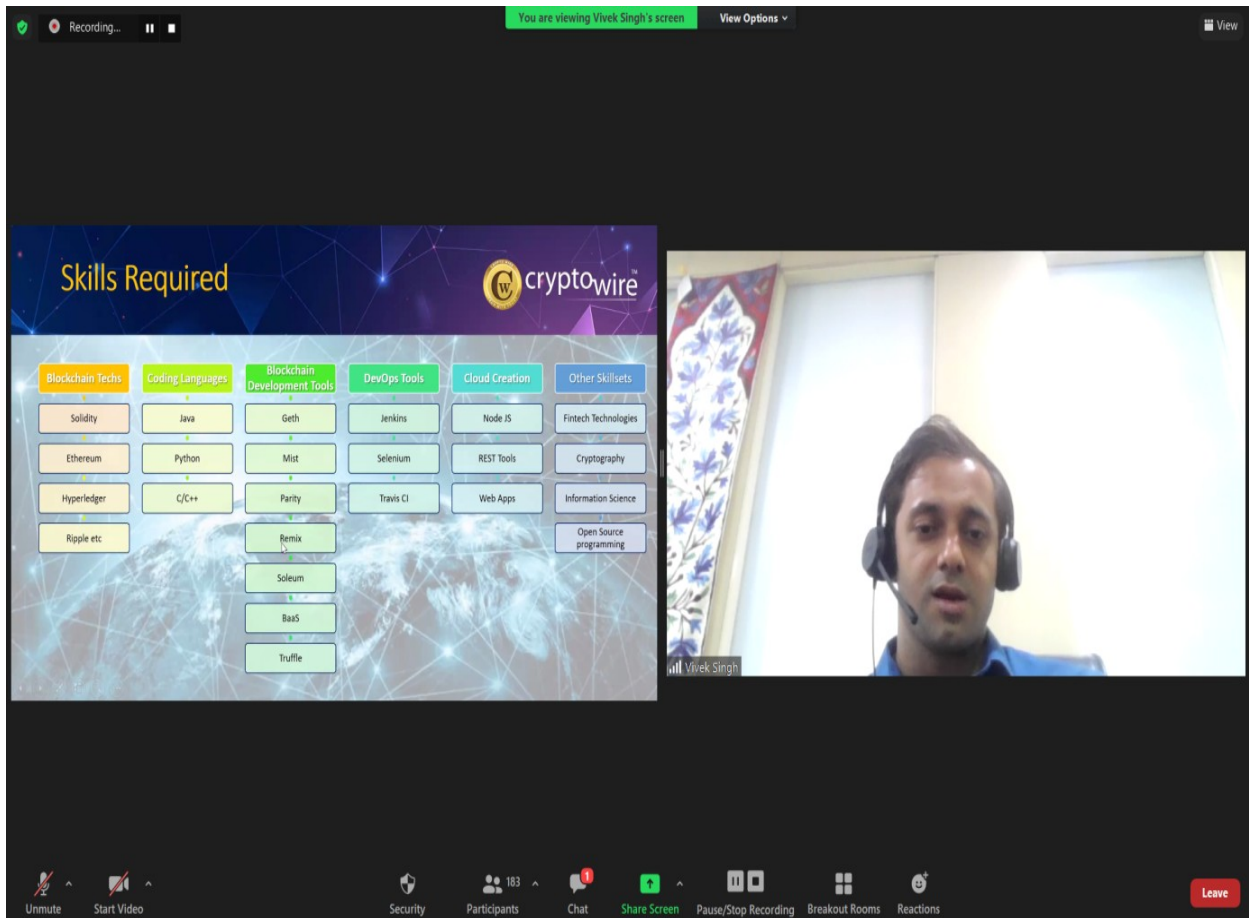 Recording...
You are viewing Vivek Singh's screen
View Options
View
Skills Required
cw
cryptowire™
Blockchain Techs
Solidity
Ethereum
Hyperledger
Ripple etc
Coding Languages
Java
Python
C/C++
Blockchain
Development Tools
Geth
Mist
Parity
Remix
Soleum
BaaS
Truffle
DevOps Tools
Jenkins
Selenium
Travis CI
Cloud Creation
Node JS
REST Tools
Web Apps
Other Skillsets
Fintech Technologies
Cryptography
Information Science
Open Source
programming
Vivek Singh
Unmute
Start Video
Security
183
Participants
1
Chat
Share Screen
Pause/Stop Recording
Breakout Rooms
Reactions
Leave